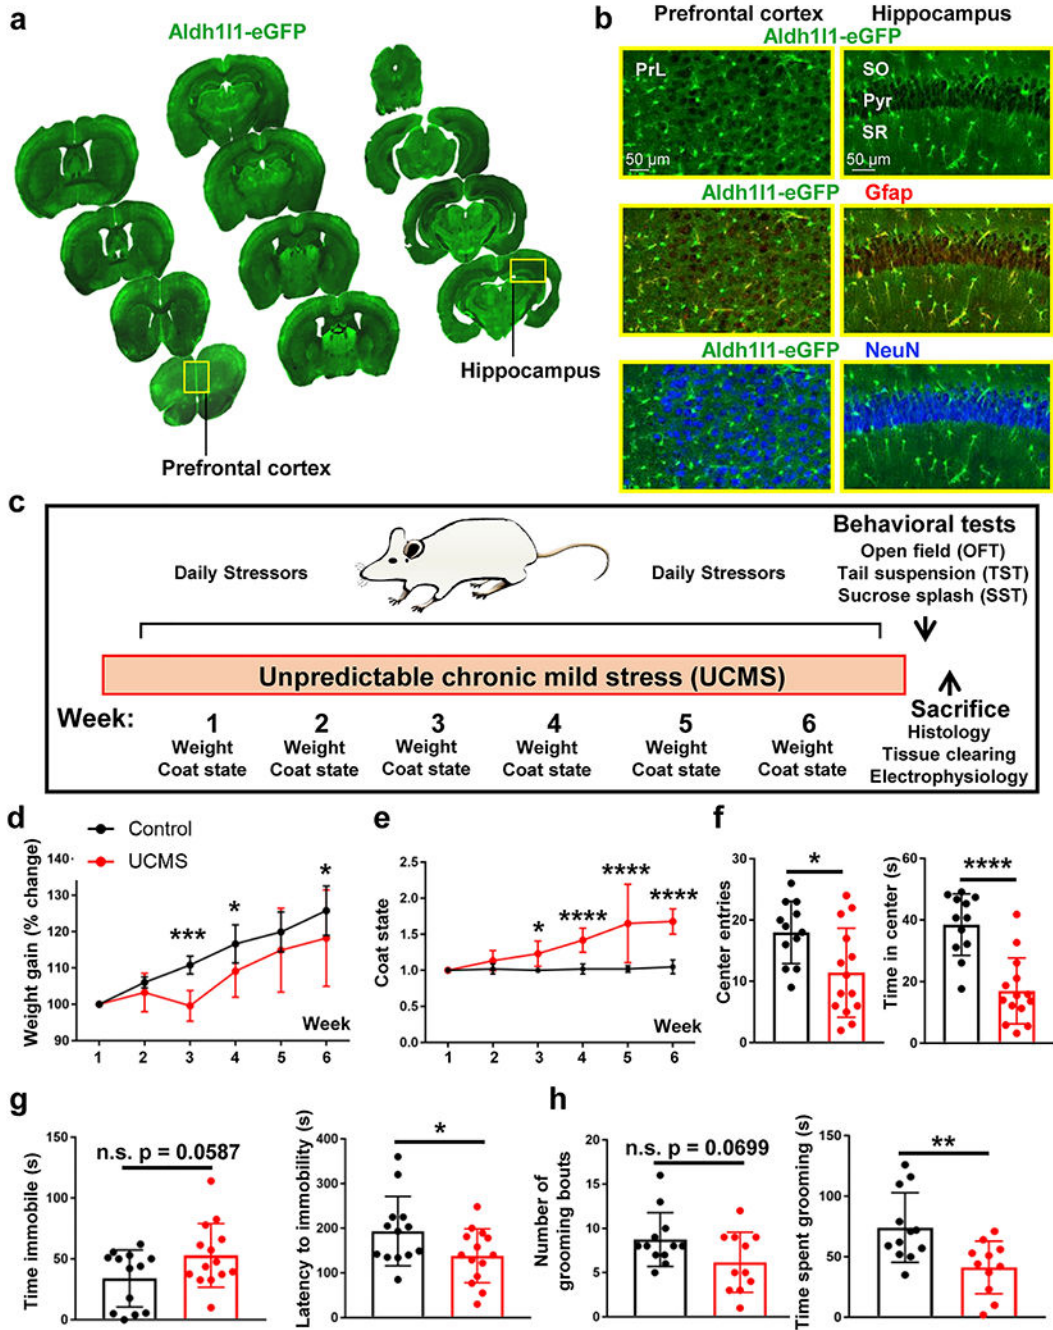 a
Aldh1l1-eGFP
Hippocampus
Prefrontal cortex
b
Prefrontal cortex
Hippocampus
Aldh1l1-eGFP
PrL
50 µm
SO
Pyr
SR
50 µm
Aldh1l1-eGFP Gfap
Aldh1l1-eGFP NeuN
c
Daily Stressors
Daily Stressors
Behavioral tests
Open field (OFT)
Tail suspension (TST)
Sucrose splash (SST)
Unpredictable chronic mild stress (UCMS)
Week:
1
Weight
Coat state
2
Weight
Coat state
3
Weight
Coat state
4
Weight
Coat state
5
Weight
Coat state
6
Weight
Coat state
Sacrifice
Histology
Tissue clearing
Electrophysiology
d
Control
UCMS
Weight gain (% change)
140
130
120
110
100
90
***
*
*
Week
1 2 3 4 5 6
e
Coat state
2.5
2.0
1.5
1.0
0.5
0.0
*
****
****
****
Week
1 2 3 4 5 6
f
Center entries
30
20
10
0
*
Time in center (s)
60
40
20
0
****
g
Time immobile (s)
150
100
50
0
n.s. p = 0.0587
Latency to immobility (s)
400
300
200
100
0
*
h
Number of
grooming bouts
20
15
10
5
0
n.s. p = 0.0699
Time spent grooming (s)
150
100
50
0
**